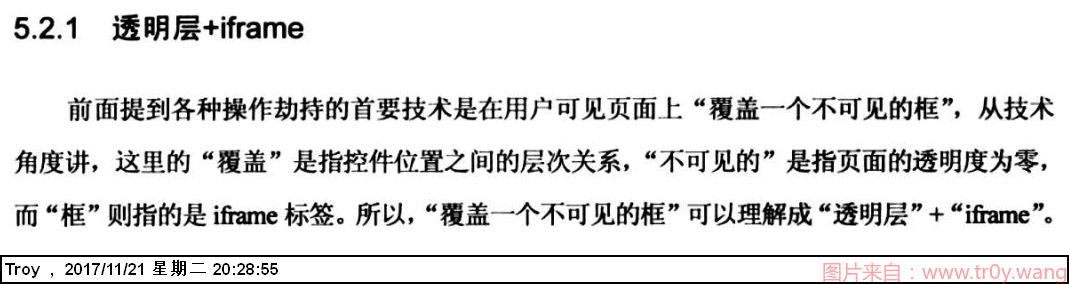 5.2.1 透明层+iframe
前面提到各种操作劫持的首要技术是在用户可见页面上“覆盖一个不可见的框”，从技术
角度讲，这里的“覆盖”是指控件位置之间的层次关系，“不可见的”是指页面的透明度为零，
而“框”则指的是 iframe 标签。所以，“覆盖一个不可见的框”可以理解成“透明层”+“iframe”。
Troy , 2017/11/21 星期二 20:28:55
图片来自：www.tr0y.wang